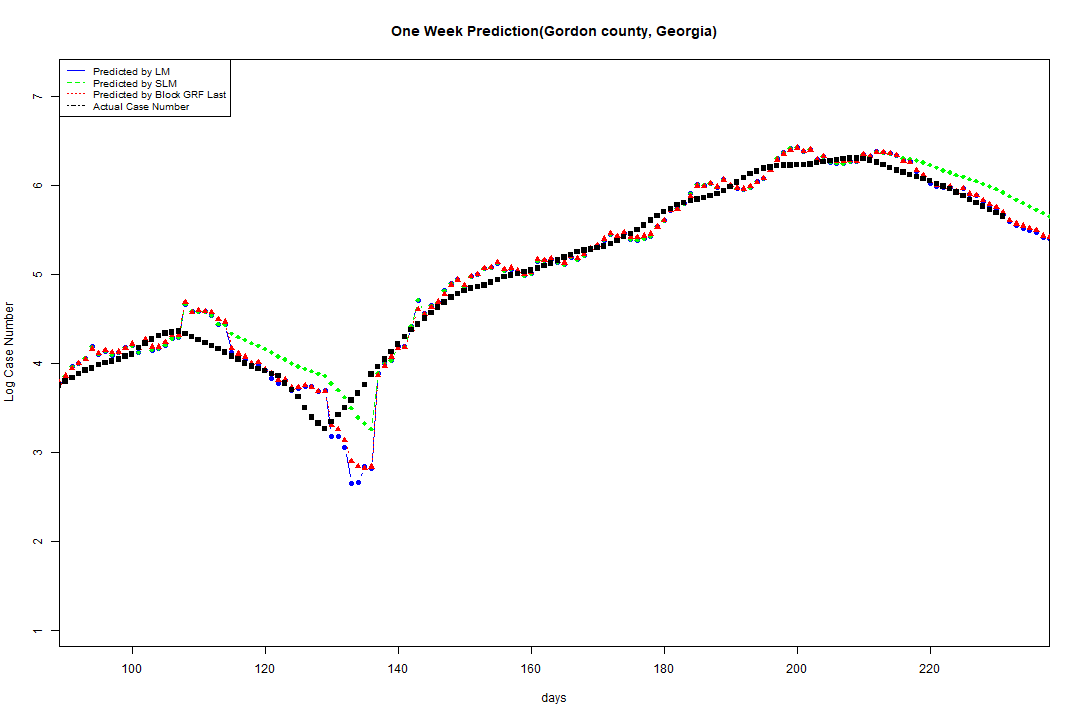 One Week Prediction(Gordon county, Georgia)
Predicted by LM
Predicted by SLM
Predicted by Block GRF Last
Actual Case Number
7
6
5
4
3
2
1
Log Case Number
100 120 140 160 180 200 220
days